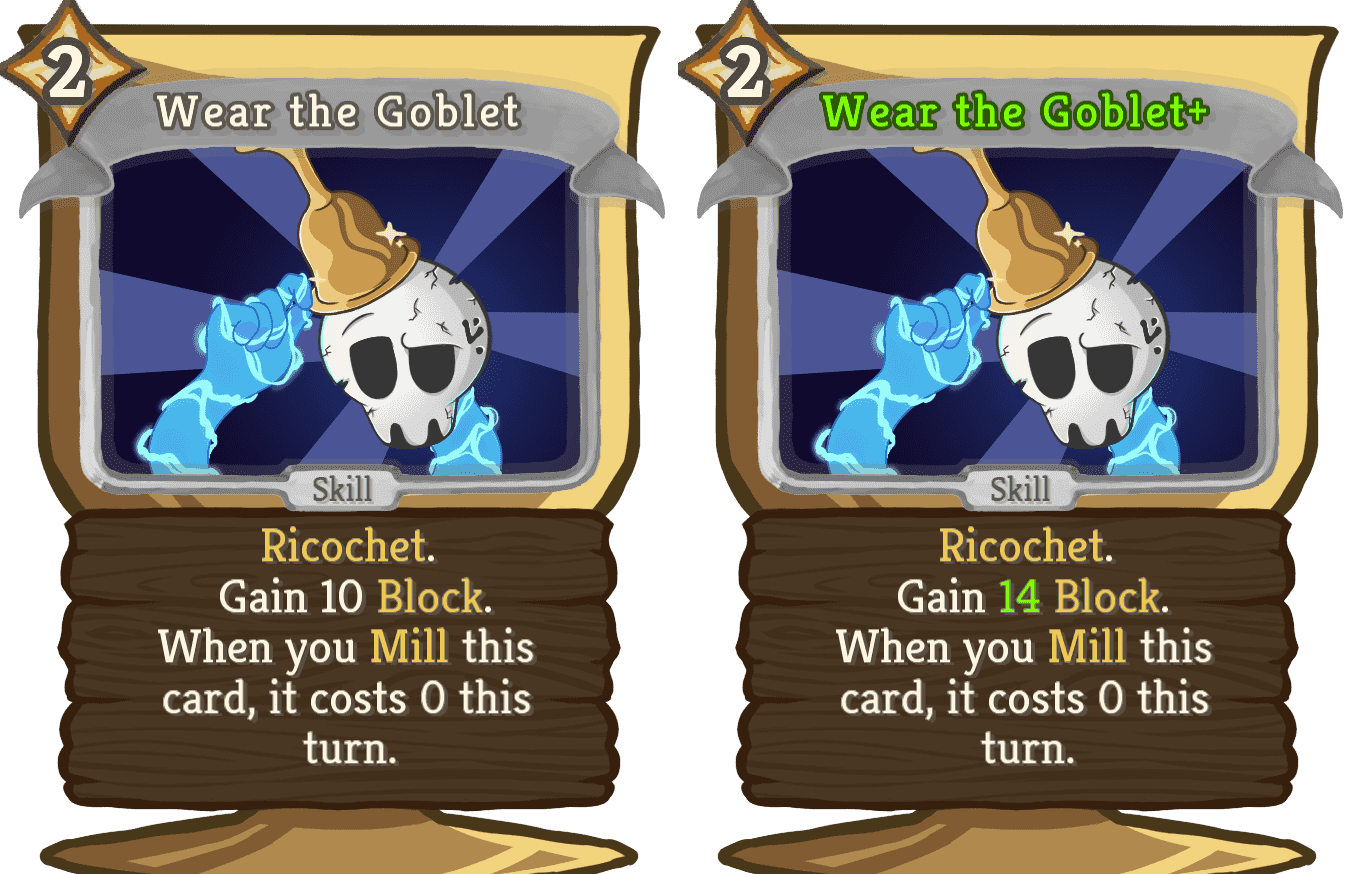 2
Wear the Goblet
Skill
Ricochet.
Gain 10 Block.
When you Mill this
card, it costs 0 this
turn.
2
Wear the Goblet+
Skill
Ricochet.
Gain 14 Block.
When you Mill this
card, it costs 0 this
turn.